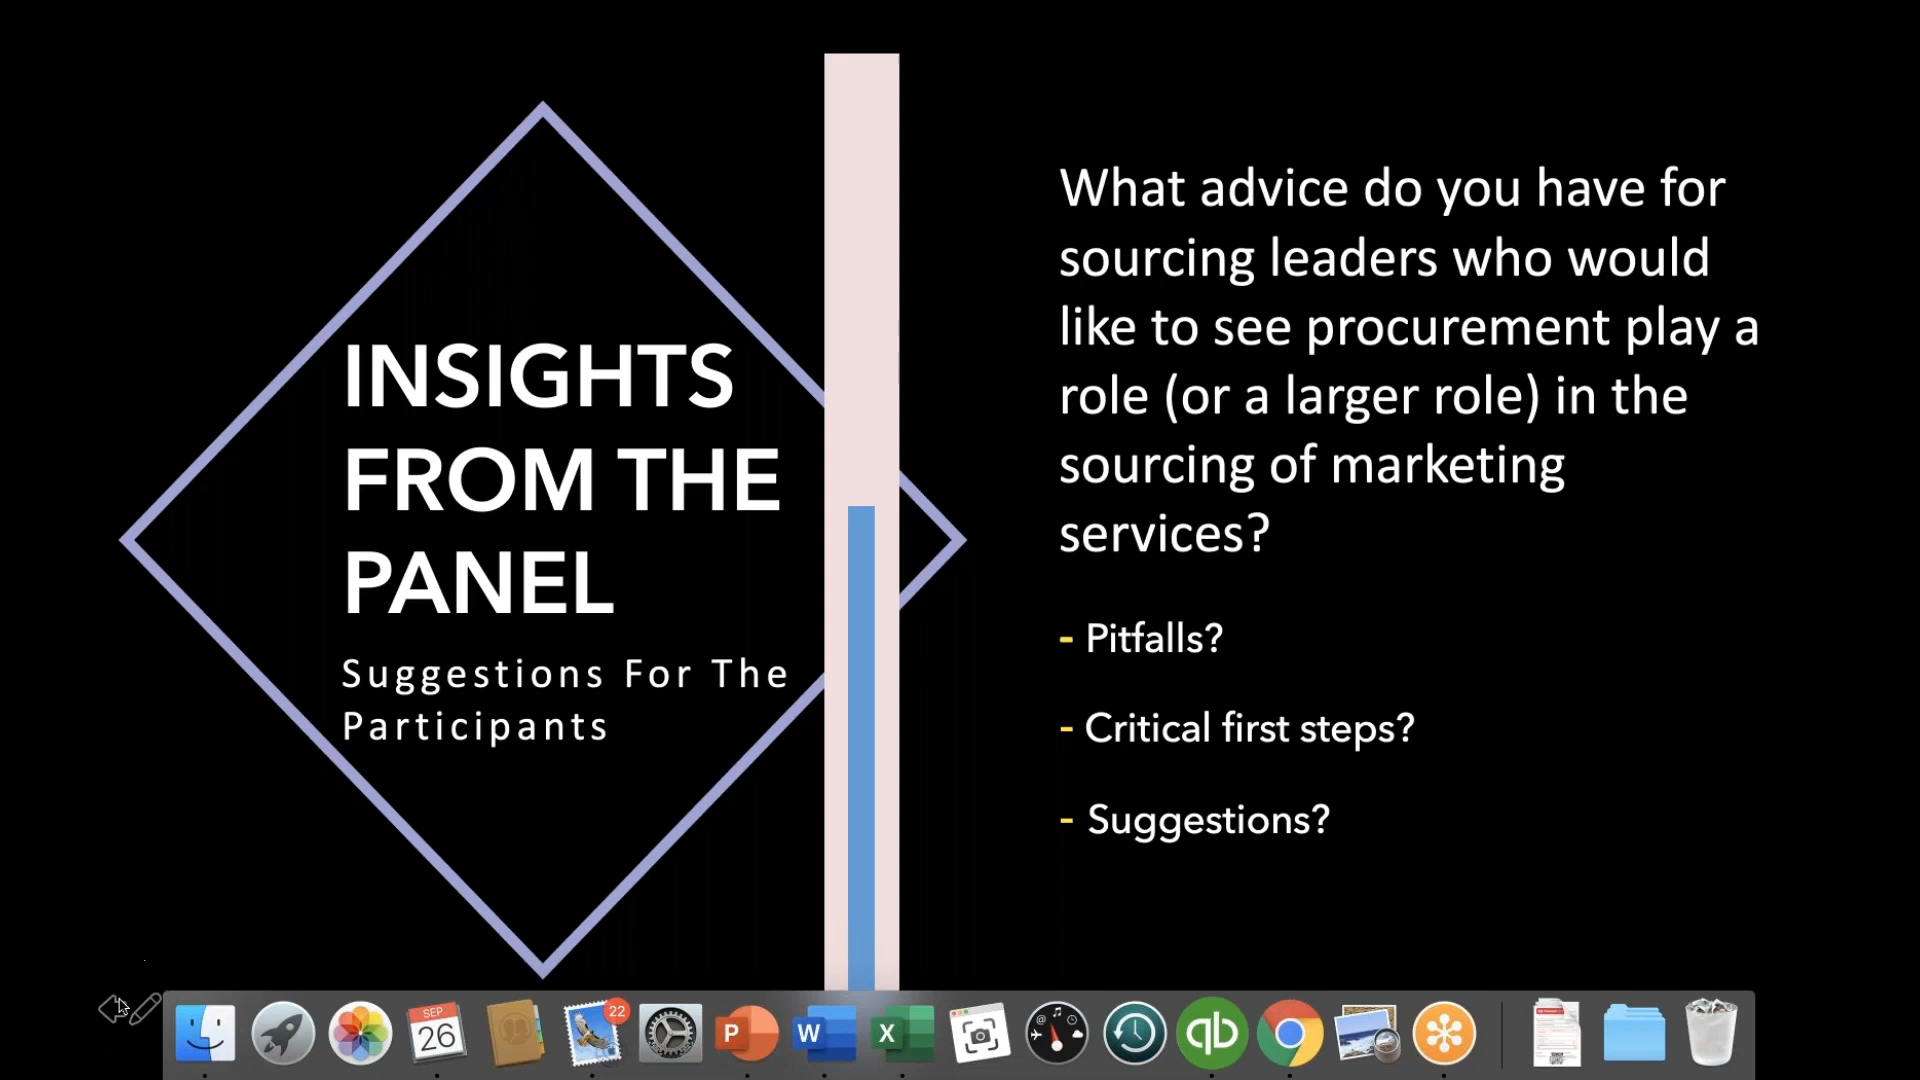 INSIGHTS
FROM THE
PANEL
Suggestions For The
Participants
What advice do you have for
sourcing leaders who would
like to see procurement play a
role (or a larger role) in the
sourcing of marketing
services?
- Pitfalls?
- Critical first steps?
- Suggestions?
SEP
26
22
P
W
X
qb